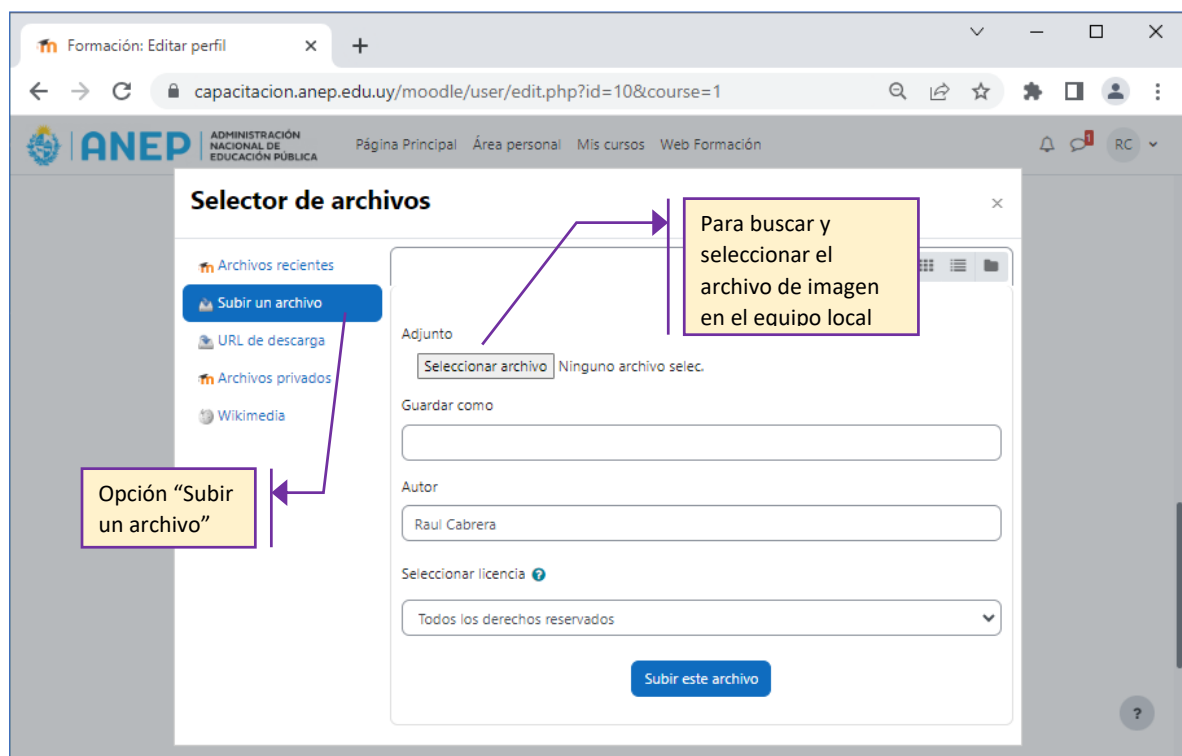 Formación: Editar perfil
capacitacion.anep.edu.uy/moodle/user/edit.php?id=10&course=1
ANEP
ADMINISTRACIÓN
NACIONAL DE
EDUCACIÓN PÚBLICA
Página Principal Área personal Mis cursos Web Formación
1
RC
Selector de archivos
Para buscar y
seleccionar el
archivo de imagen
en el equipo local
Archivos recientes
Subir un archivo
URL de descarga
Archivos privados
Wikimedia
Adjunto
Seleccionar archivo Ninguno archivo selec.
Guardar como
Opción “Subir
un archivo”
Autor
Raul Cabrera
Seleccionar licencia ?
Todos los derechos reservados
Subir este archivo
?